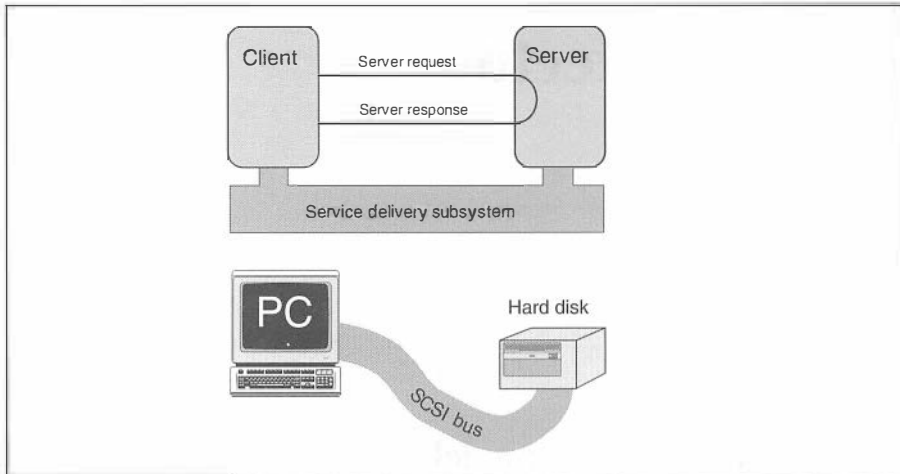 Client
Server
Server request
Server response
Service delivery subsystem
PC
Hard disk
SCSI bus